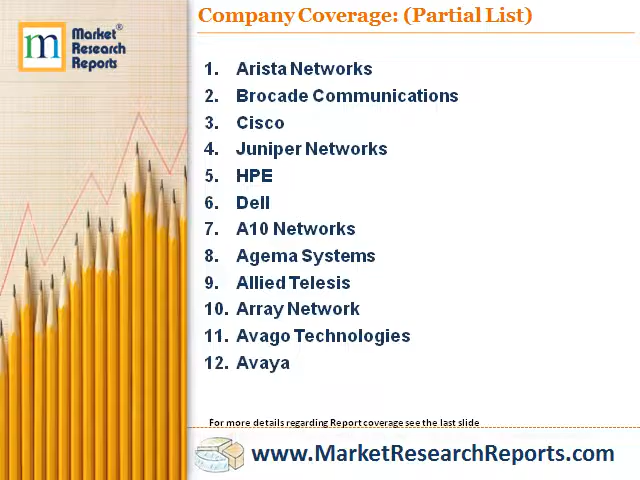 Company Coverage: (Partial List)
m
Market
Research
Reports
®
1. Arista Networks
2. Brocade Communications
3. Cisco
4. Juniper Networks
5. HPE
6. Dell
7. A10 Networks
8. Agema Systems
9. Allied Telesis
10. Array Network
11. Avago Technologies
12. Avaya
For more details regarding Report coverage see the last slide
www.MarketResearchReports.com